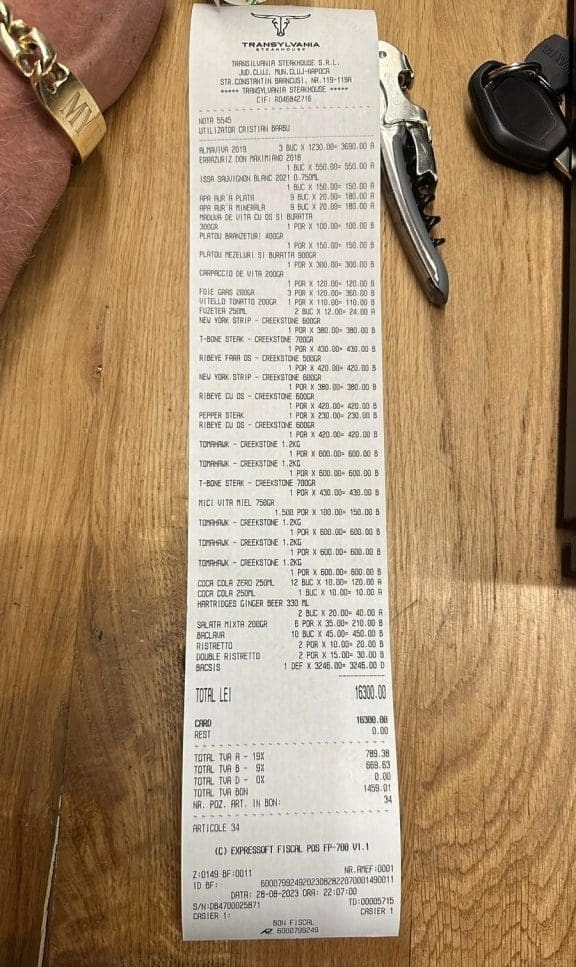 TRANSYLVANIA
STEAKHOUSE
TRANSILVANIA STEAKHOUSE S.R.L.
JUD.CLUJ, MUN.CLUJ-NAPOCA
STR.CONSTANTIN BRANCUSI, NR.119-119A
***** TRANSYLVANIA STEAKHOUSE *****
CIF: RO46842716
NOTA 5545
UTILIZATOR CRISTIAN BARBU
ALMAVIVA 2019 3 BUC X 1230.00= 3690.00 A
ERRAZURIZ DON MAXIMIANO 2018
1 BUC X 550.00= 550.00 A
ISSA SAUVIGNON BLANC 2021 0.750ML
1 BUC X 150.00= 150.00 A
APA AUR'A PLATA 9 BUC X 20.00= 180.00 A
APA AUR'A MINERALA 9 BUC X 20.00= 180.00 A
MADUVA DE VITA CU OS SI BURATTA
300GR 1 POR X 100.00= 100.00 B
PLATOU BRANZETURI 400GR
1 POR X 150.00= 150.00 B
PLATOU MEZELURI SI BURATTA 900GR
1 POR X 300.00= 300.00 B
CARPACCIO DE VITA 200GR
1 POR X 120.00= 120.00 B
FOIE GRAS 200GR 3 POR X 120.00= 360.00 B
VITELLO TONATTO 200GR 1 POR X 110.00= 110.00 B
FUZETEA 250ML 2 BUC X 12.00= 24.00 A
NEW YORK STRIP - CREEKSTONE 600GR
1 POR X 380.00= 380.00 B
T-BONE STEAK - CREEKSTONE 700GR
1 POR X 430.00= 430.00 B
RIBEYE FARA OS - CREEKSTONE 500GR
1 POR X 420.00= 420.00 B
NEW YORK STRIP - CREEKSTONE 600GR
1 POR X 380.00= 380.00 B
RIBEYE CU OS - CREEKSTONE 600GR
1 POR X 420.00= 420.00 B
PEPPER STEAK 1 POR X 230.00= 230.00 B
RIBEYE CU OS - CREEKSTONE 600GR
1 POR X 420.00= 420.00 B
TOMAHAWK - CREEKSTONE 1.2KG
1 POR X 600.00= 600.00 B
TOMAHAWK - CREEKSTONE 1.2KG
1 POR X 600.00= 600.00 B
T-BONE STEAK - CREEKSTONE 700GR
1 POR X 430.00= 430.00 B
MICI VITA MIEL 750GR
1.500 POR X 100.00= 150.00 B
TOMAHAWK - CREEKSTONE 1.2KG
1 POR X 600.00= 600.00 B
TOMAHAWK - CREEKSTONE 1.2KG
1 POR X 600.00= 600.00 B
TOMAHAWK - CREEKSTONE 1.2KG
1 POR X 600.00= 600.00 B
COCA COLA ZERO 250ML 12 BUC X 10.00= 120.00 A
COCA COLA 250ML 1 BUC X 10.00= 10.00 A
HARTRIDGES GINGER BEER 330 ML
2 BUC X 20.00= 40.00 A
SALATA MIXTA 200GR 6 POR X 35.00= 210.00 B
BACLAVA 10 BUC X 45.00= 450.00 B
RISTRETTO 2 POR X 10.00= 20.00 B
DOUBLE RISTRETTO 2 POR X 15.00= 30.00 B
BACSIS 1 DEF X 3246.00= 3246.00 D
TOTAL LEI 16300.00
CARD 16300.00
REST 0.00
TOTAL TVA A - 19% 789.38
TOTAL TVA B - 9% 669.63
TOTAL TVA D - 0% 0.00
TOTAL TVA BON 1459.01
NR. POZ. ART. IN BON: 34
ARTICOLE 34
(C) EXPRESSOFT FISCAL POS FP-700 V1.1
Z:0149 BF:0011 NR.AMEF:0001
ID BF: 60007992492023082822070001490011
DATA: 28-08-2023 ORA: 22:07:00
S/N:DB4700025871 TD:00005715
CASIER 1: CASIER 1
BON FISCAL
6000799249
MY